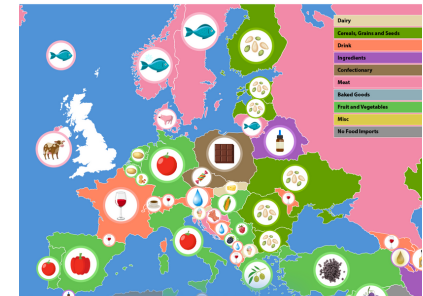 Dairy
Cereals, Grains and Seeds
Drink
Ingredients
Confectionary
Meat
Baked Goods
Fruit and Vegetables
Misc
No Food Imports